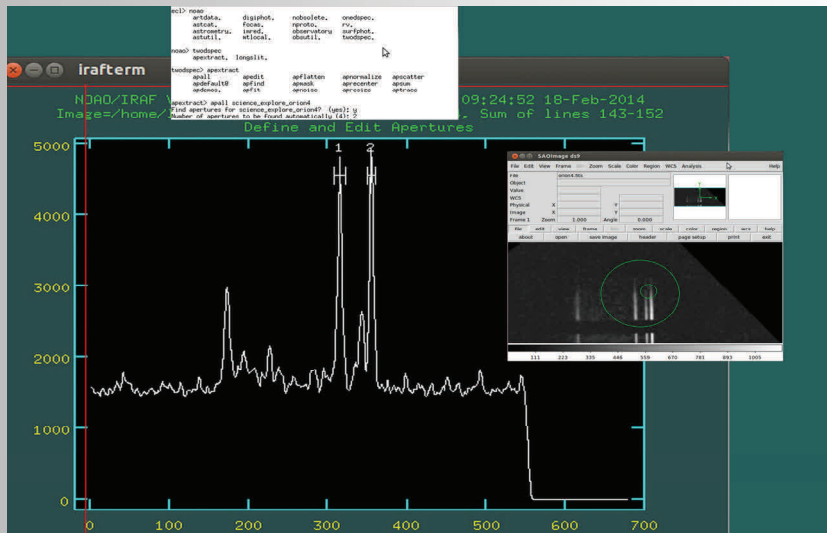 ecl> noao
artdata. digiphot. nobsolete. onedspec.
astcat. focas. nproto. rv.
astrometry. imred. observatory surfphot.
astutil. mtlocal. obsutil. twodspec.
noao> twodspec
apextract. longslit.
twodspec> apextract
apall apedit apflatten apnormalize apscatter
apdefault@ apfind apmask aprecenter apsum
apdemos. apfit apnoise apresize aptrace
apextract> apall science_explore_orion4
Find apertures for science_explore_orion4? (yes): y
Number of apertures to be found automatically (4): 2
irafterm
NOAO/IRAF 09:24:52 18-Feb-2014
Image=/home/ , Sum of lines 143-152
Define and Edit Apertures
5000
4000
3000
2000
1000
0
1 2
0 100 200 300 400 500 600 700
SAOImage ds9
File Edit View Frame Bin Zoom Scale Color Region WCS Analysis Help
File orion4.fits
Object
Value
WCS
Physical X Y
Image X Y
Frame 1 Zoom 1.000 Angle 0.000
file edit view frame bin zoom scale color region wcs help
about open save image header page setup print exit
111 223 335 446 559 670 781 893 1005